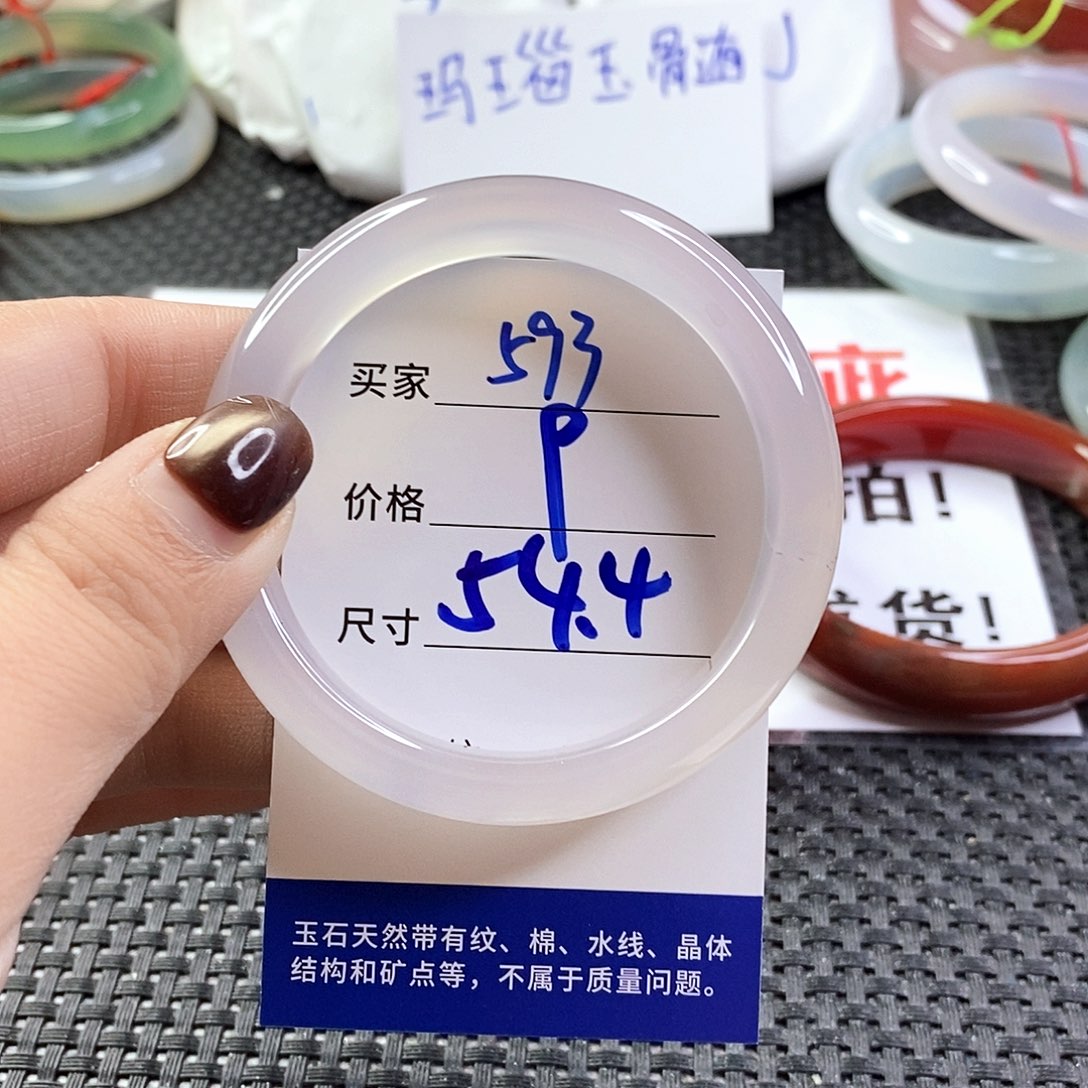 玛瑙玉骨髓
买家 593
价格 P
尺寸 54.4
玉石天然带有纹、棉、水线、晶体
结构和矿点等，不属于质量问题。
拍！
货！